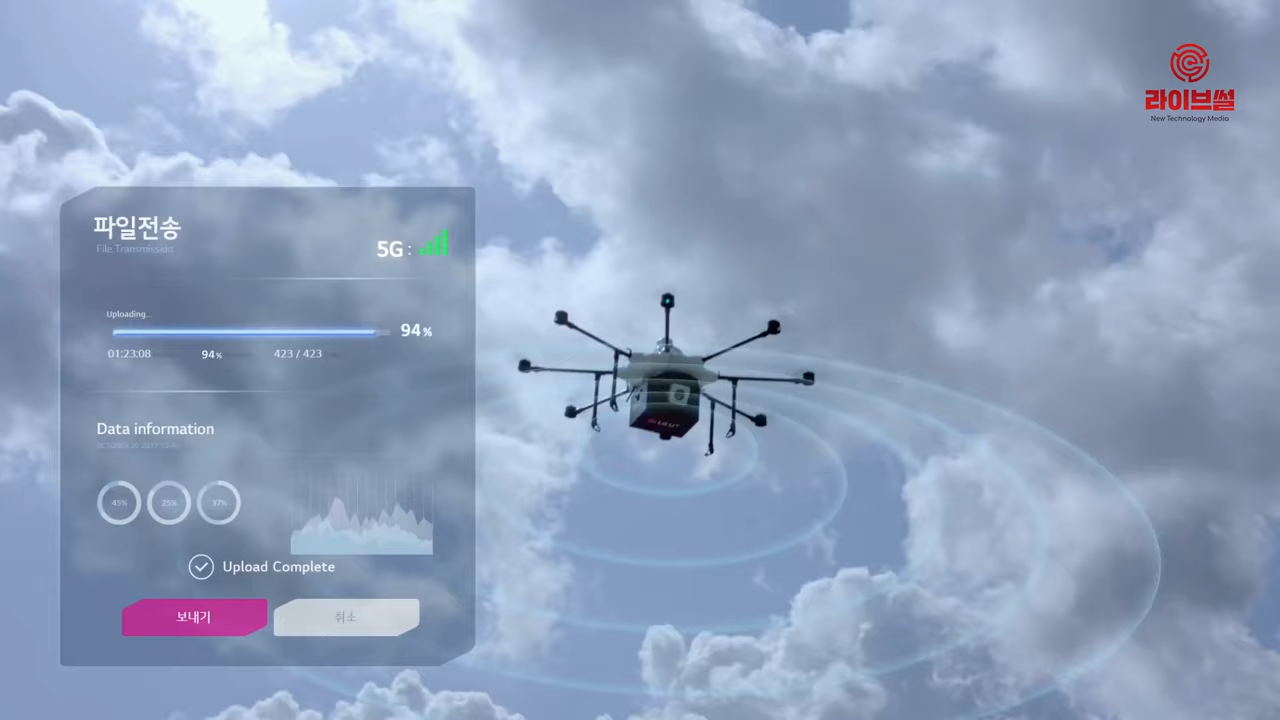 라이브썰
New Technology Media
파일전송
File Transmission
5G :
Uploading...
94%
01:23:08
94%
423 / 423
Data information
45%
25%
37%
Upload Complete
보내기
취소
LG U+